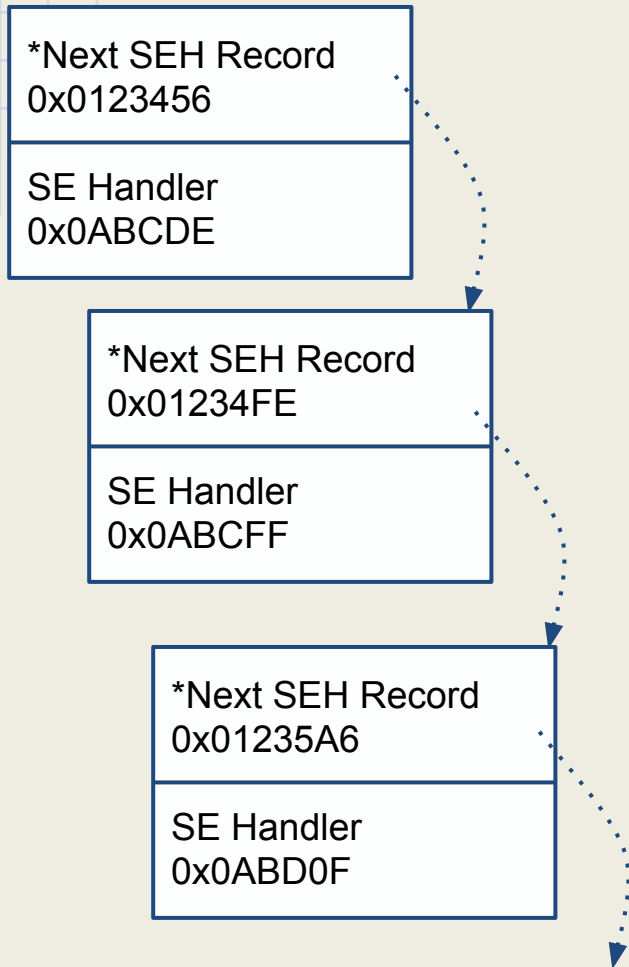 *Next SEH Record
0x0123456
SE Handler
0x0ABCDE
*Next SEH Record
0x01234FE
SE Handler
0x0ABCFF
*Next SEH Record
0x01235A6
SE Handler
0x0ABD0F